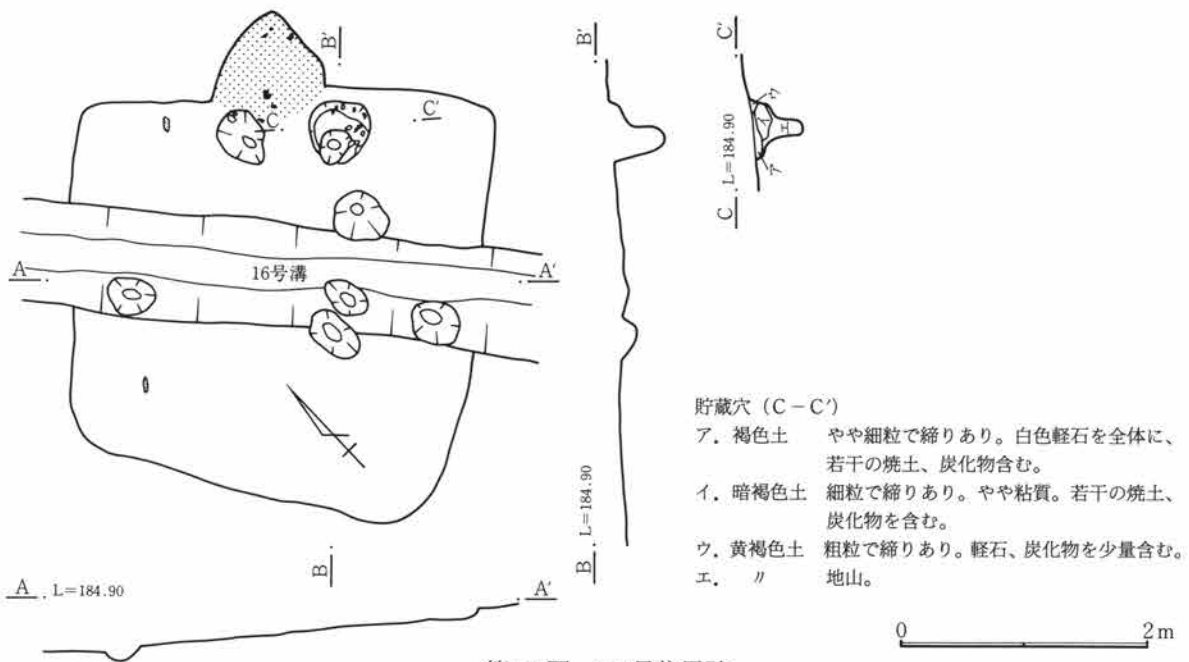 B′
C′
C
A
A′
16号溝
B
A
L=184.90
A′
B′
L=184.90
B
C′
ウ
イ
エ
ア
L=184.90
C
貯蔵穴（C－C′）
ア．褐色土　やや細粒で締りあり。白色軽石を全体に、
若干の焼土、炭化物含む。
イ．暗褐色土　細粒で締りあり。やや粘質。若干の焼土、
炭化物を含む。
ウ．黄褐色土　粗粒で締りあり。軽石、炭化物を少量含む。
エ．　〃　地山。
0　2m